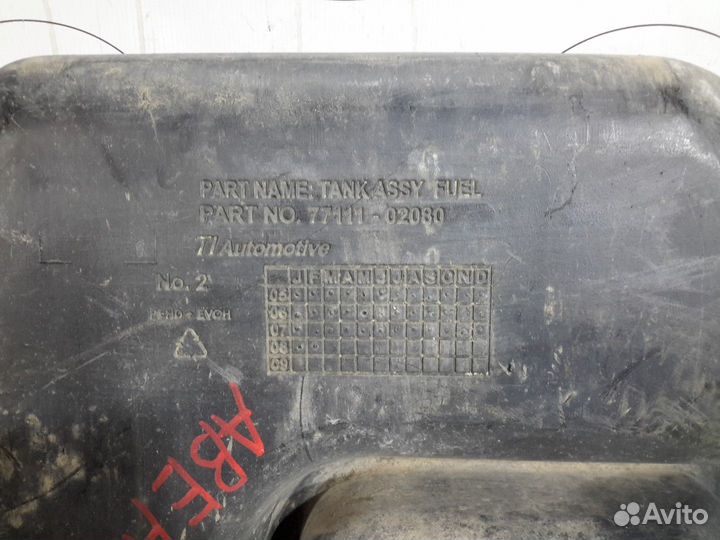 PART NAME: TANK ASSY FUEL
PART NO. 77111-02080
TI Automotive
No. 2
J F M A M J J A S O N D
05
06
07
08
09
АВЕ
Avito